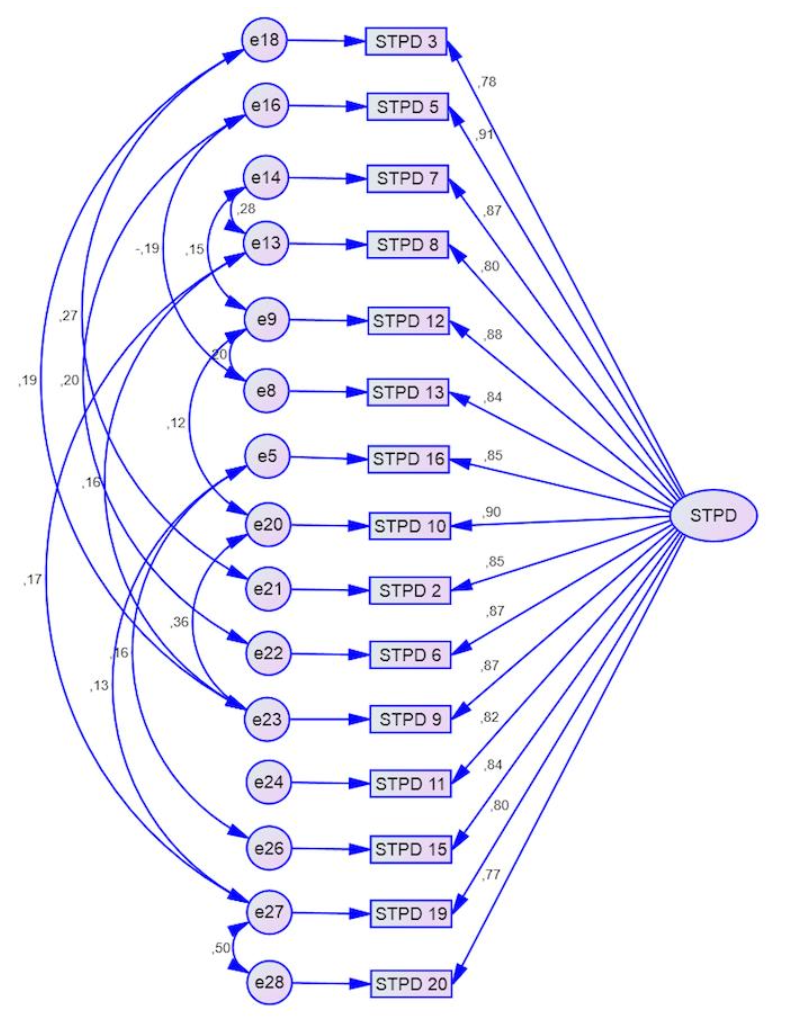 e18 STPD 3
,78
e16 STPD 5
,91
e14 STPD 7
,28 ,87
e13 STPD 8
-,19 ,15 ,80
e9 STPD 12
,27 ,88
,20
e8 STPD 13
,19 ,20 ,84
,12
e5 STPD 16
,85
,16
e20 STPD 10
,90
STPD
,17 e21 STPD 2
,85
,36 ,87
e22 STPD 6
,16
,13 ,87
e23 STPD 9
,82
e24 STPD 11
,84
,80
e26 STPD 15
,77
e27 STPD 19
,50
e28 STPD 20